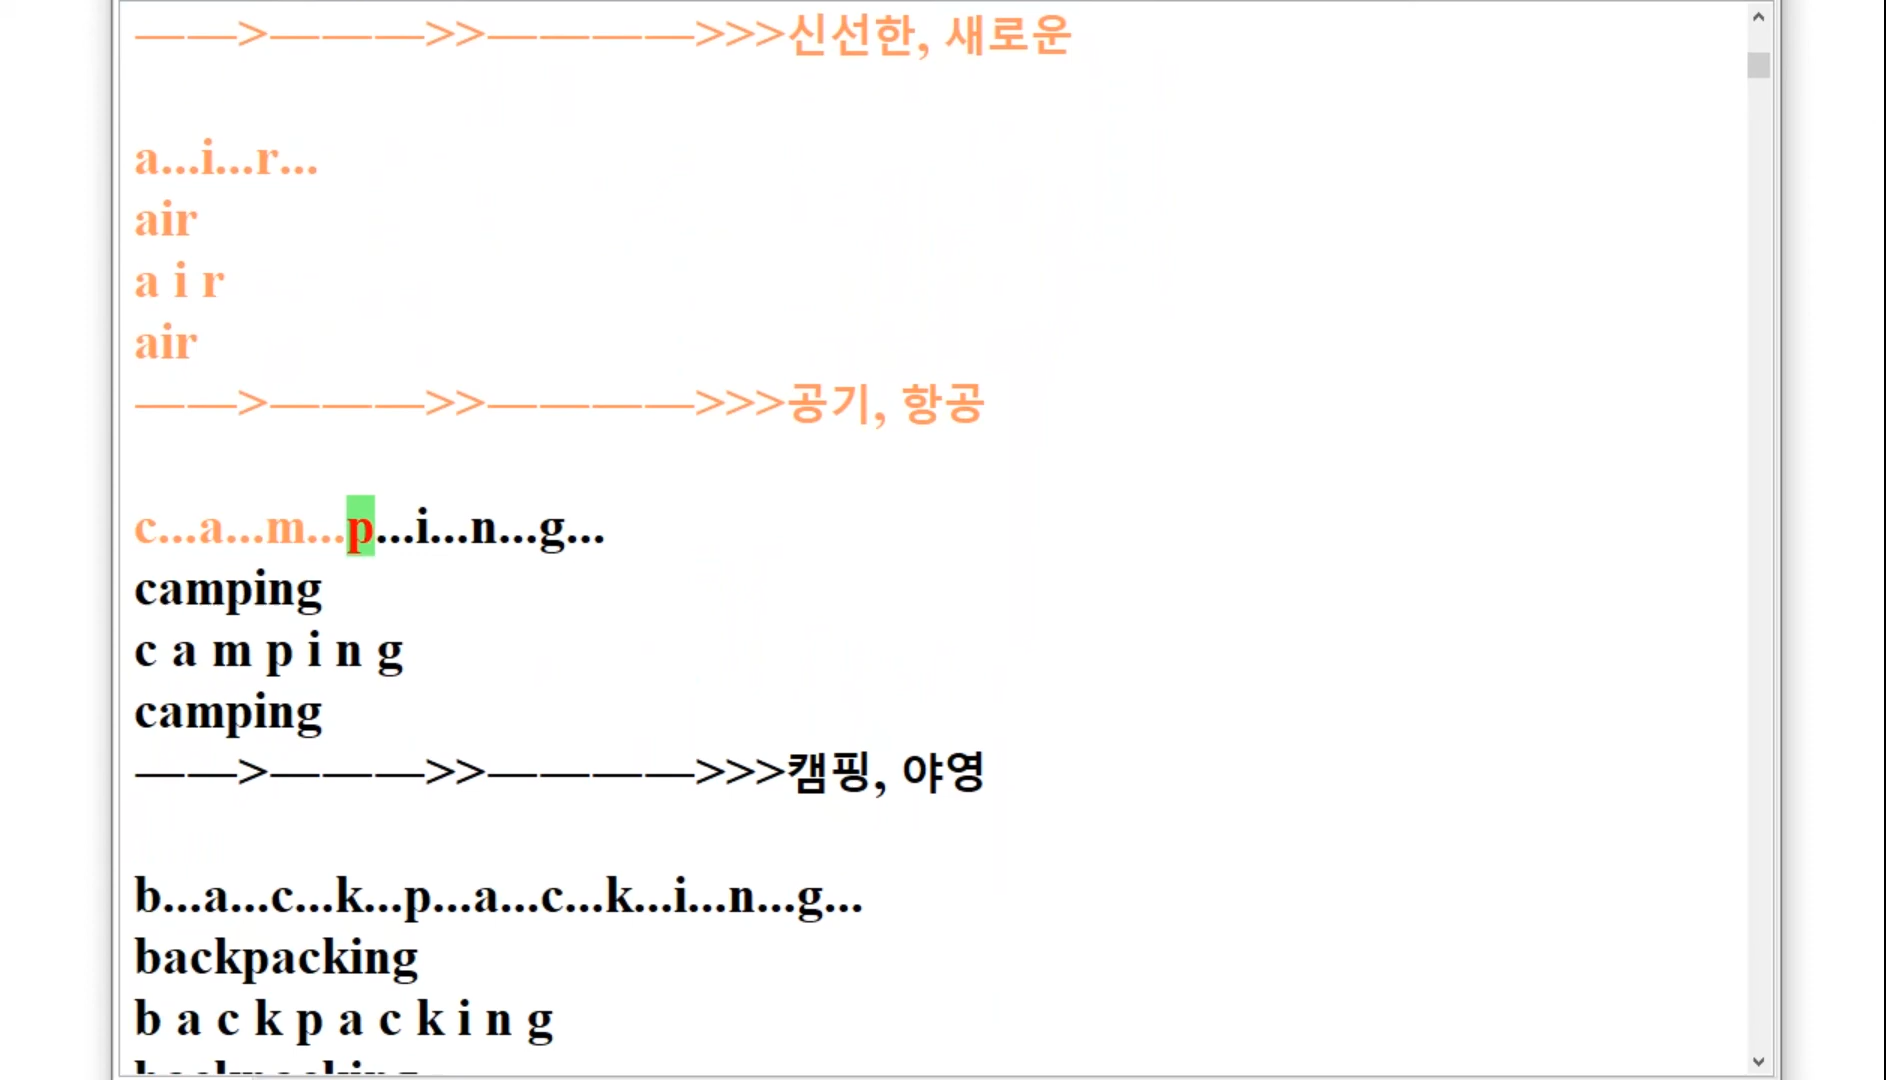 ——>———>>————>>>신선한, 새로운
a...i...r...
air
a i r
air
——>———>>————>>>공기, 항공
c...a...m...p...i...n...g...
camping
c a m p i n g
camping
——>———>>————>>>캠핑, 야영
b...a...c...k...p...a...c...k...i...n...g...
backpacking
b a c k p a c k i n g
backpacking